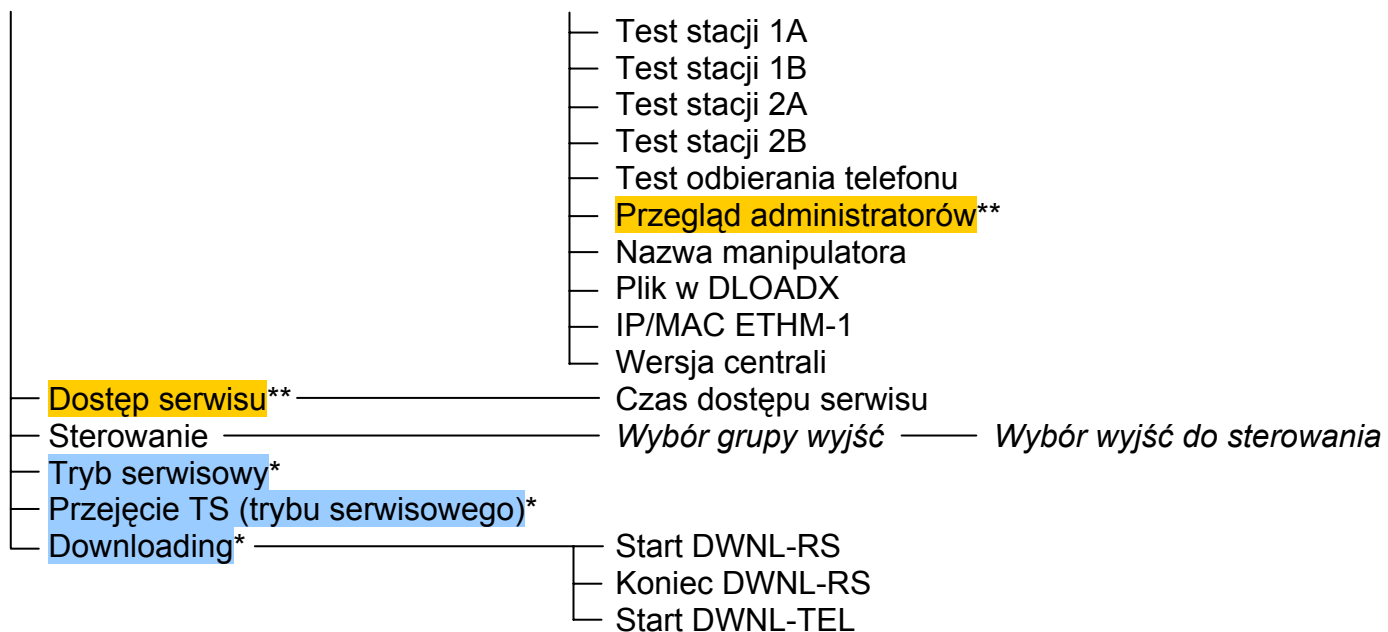 Test stacji 1A
Test stacji 1B
Test stacji 2A
Test stacji 2B
Test odbierania telefonu
Przegląd administratorów**
Nazwa manipulatora
Plik w DLOADX
IP/MAC ETHM-1
Wersja centrali
Dostęp serwisu** Czas dostępu serwisu
Sterowanie Wybór grupy wyjść Wybór wyjść do sterowania
Tryb serwisowy*
Przejęcie TS (trybu serwisowego)*
Downloading* Start DWNL-RS
Koniec DWNL-RS
Start DWNL-TEL